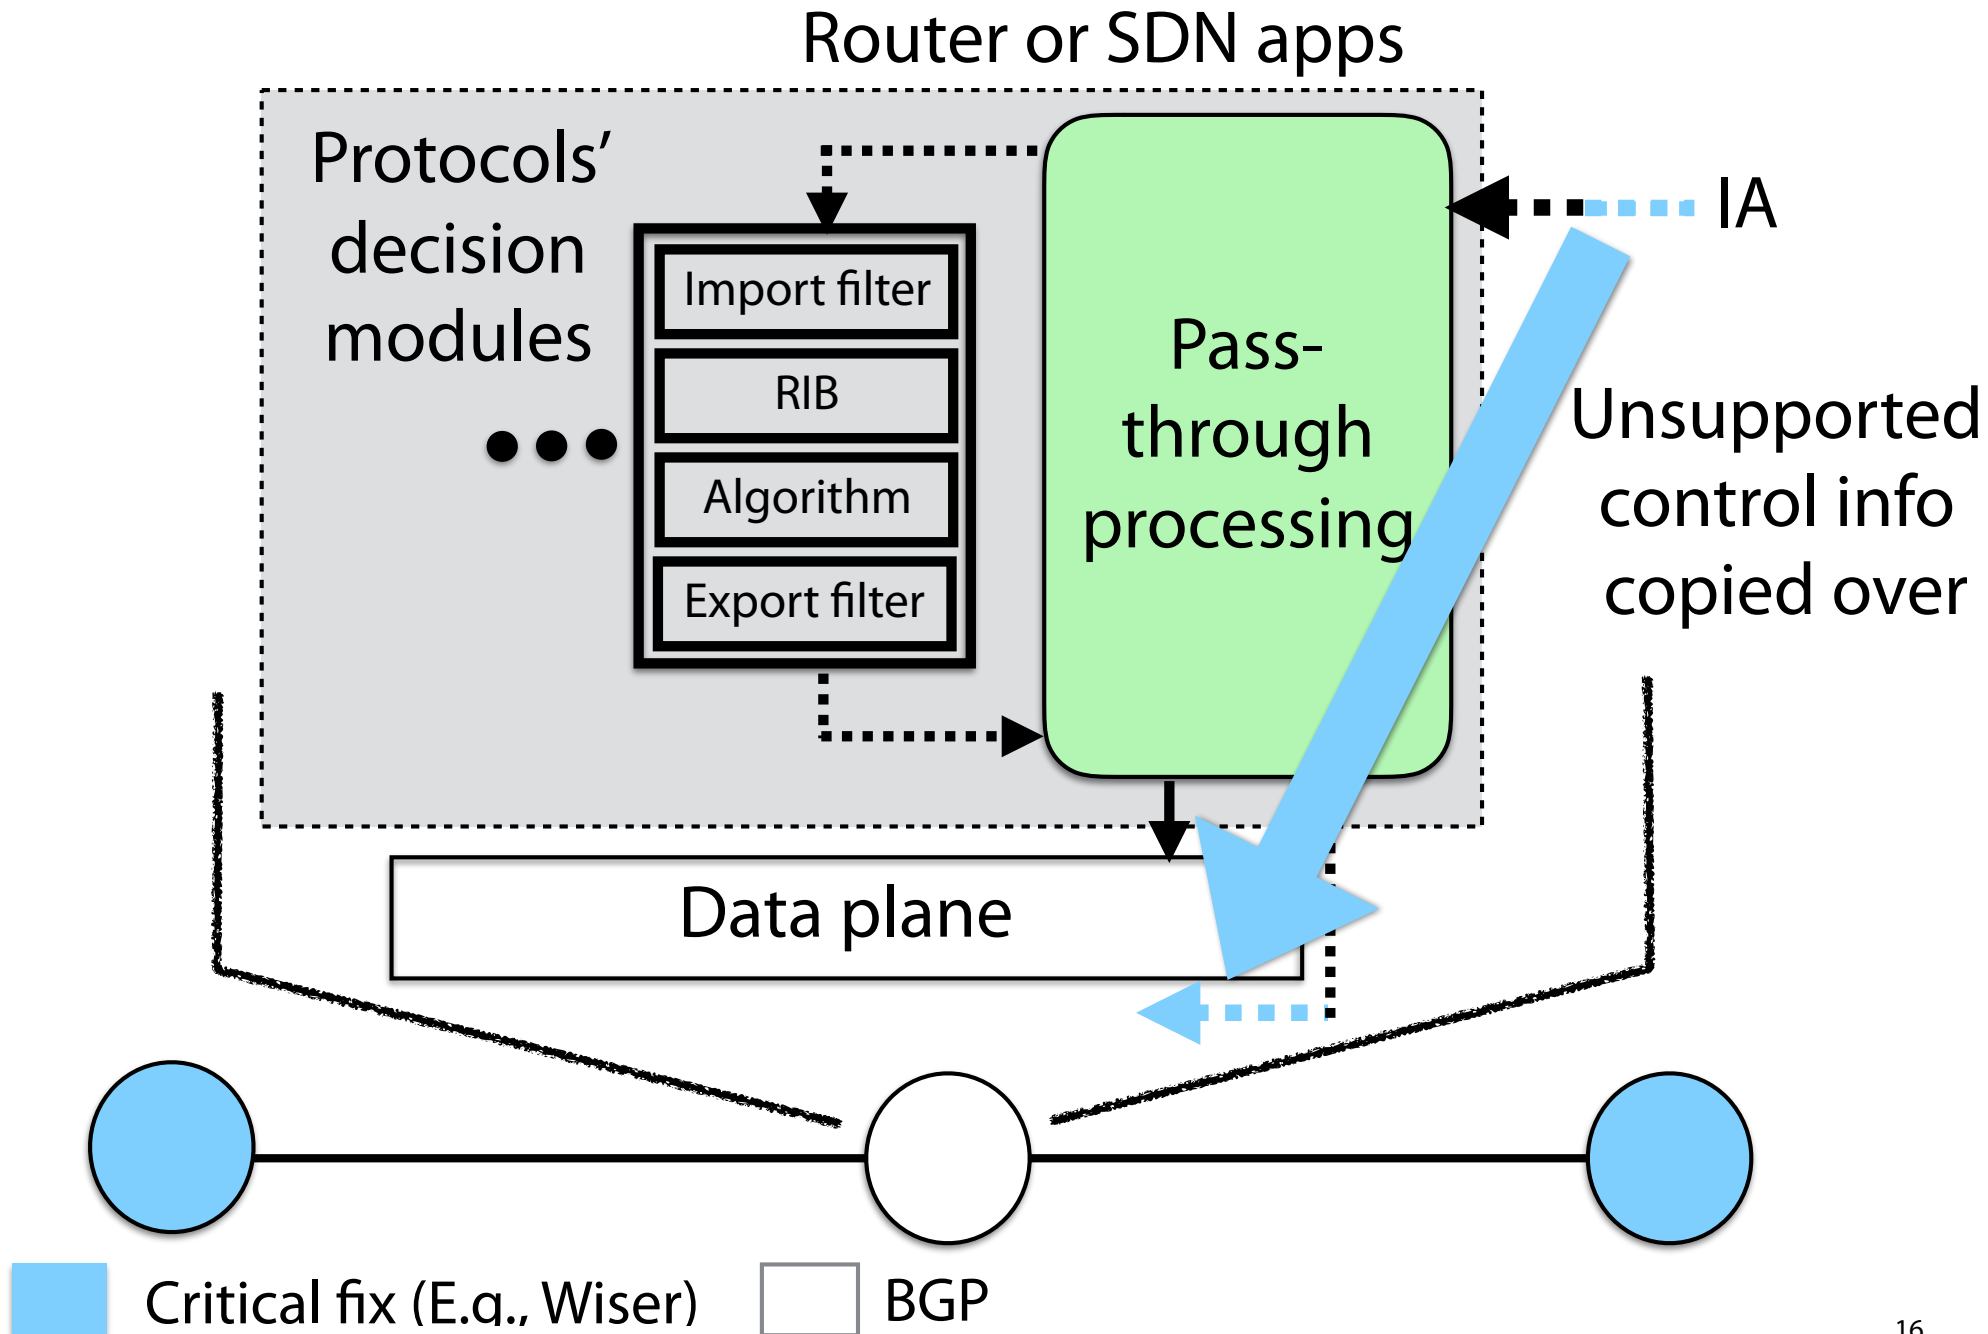 Router or SDN apps
Protocols’
decision
modules
Import filter
RIB
Algorithm
Export filter
Pass-
through
processing
IA
Unsupported
control info
copied over
Data plane
Critical fix (E.g., Wiser)
BGP
16